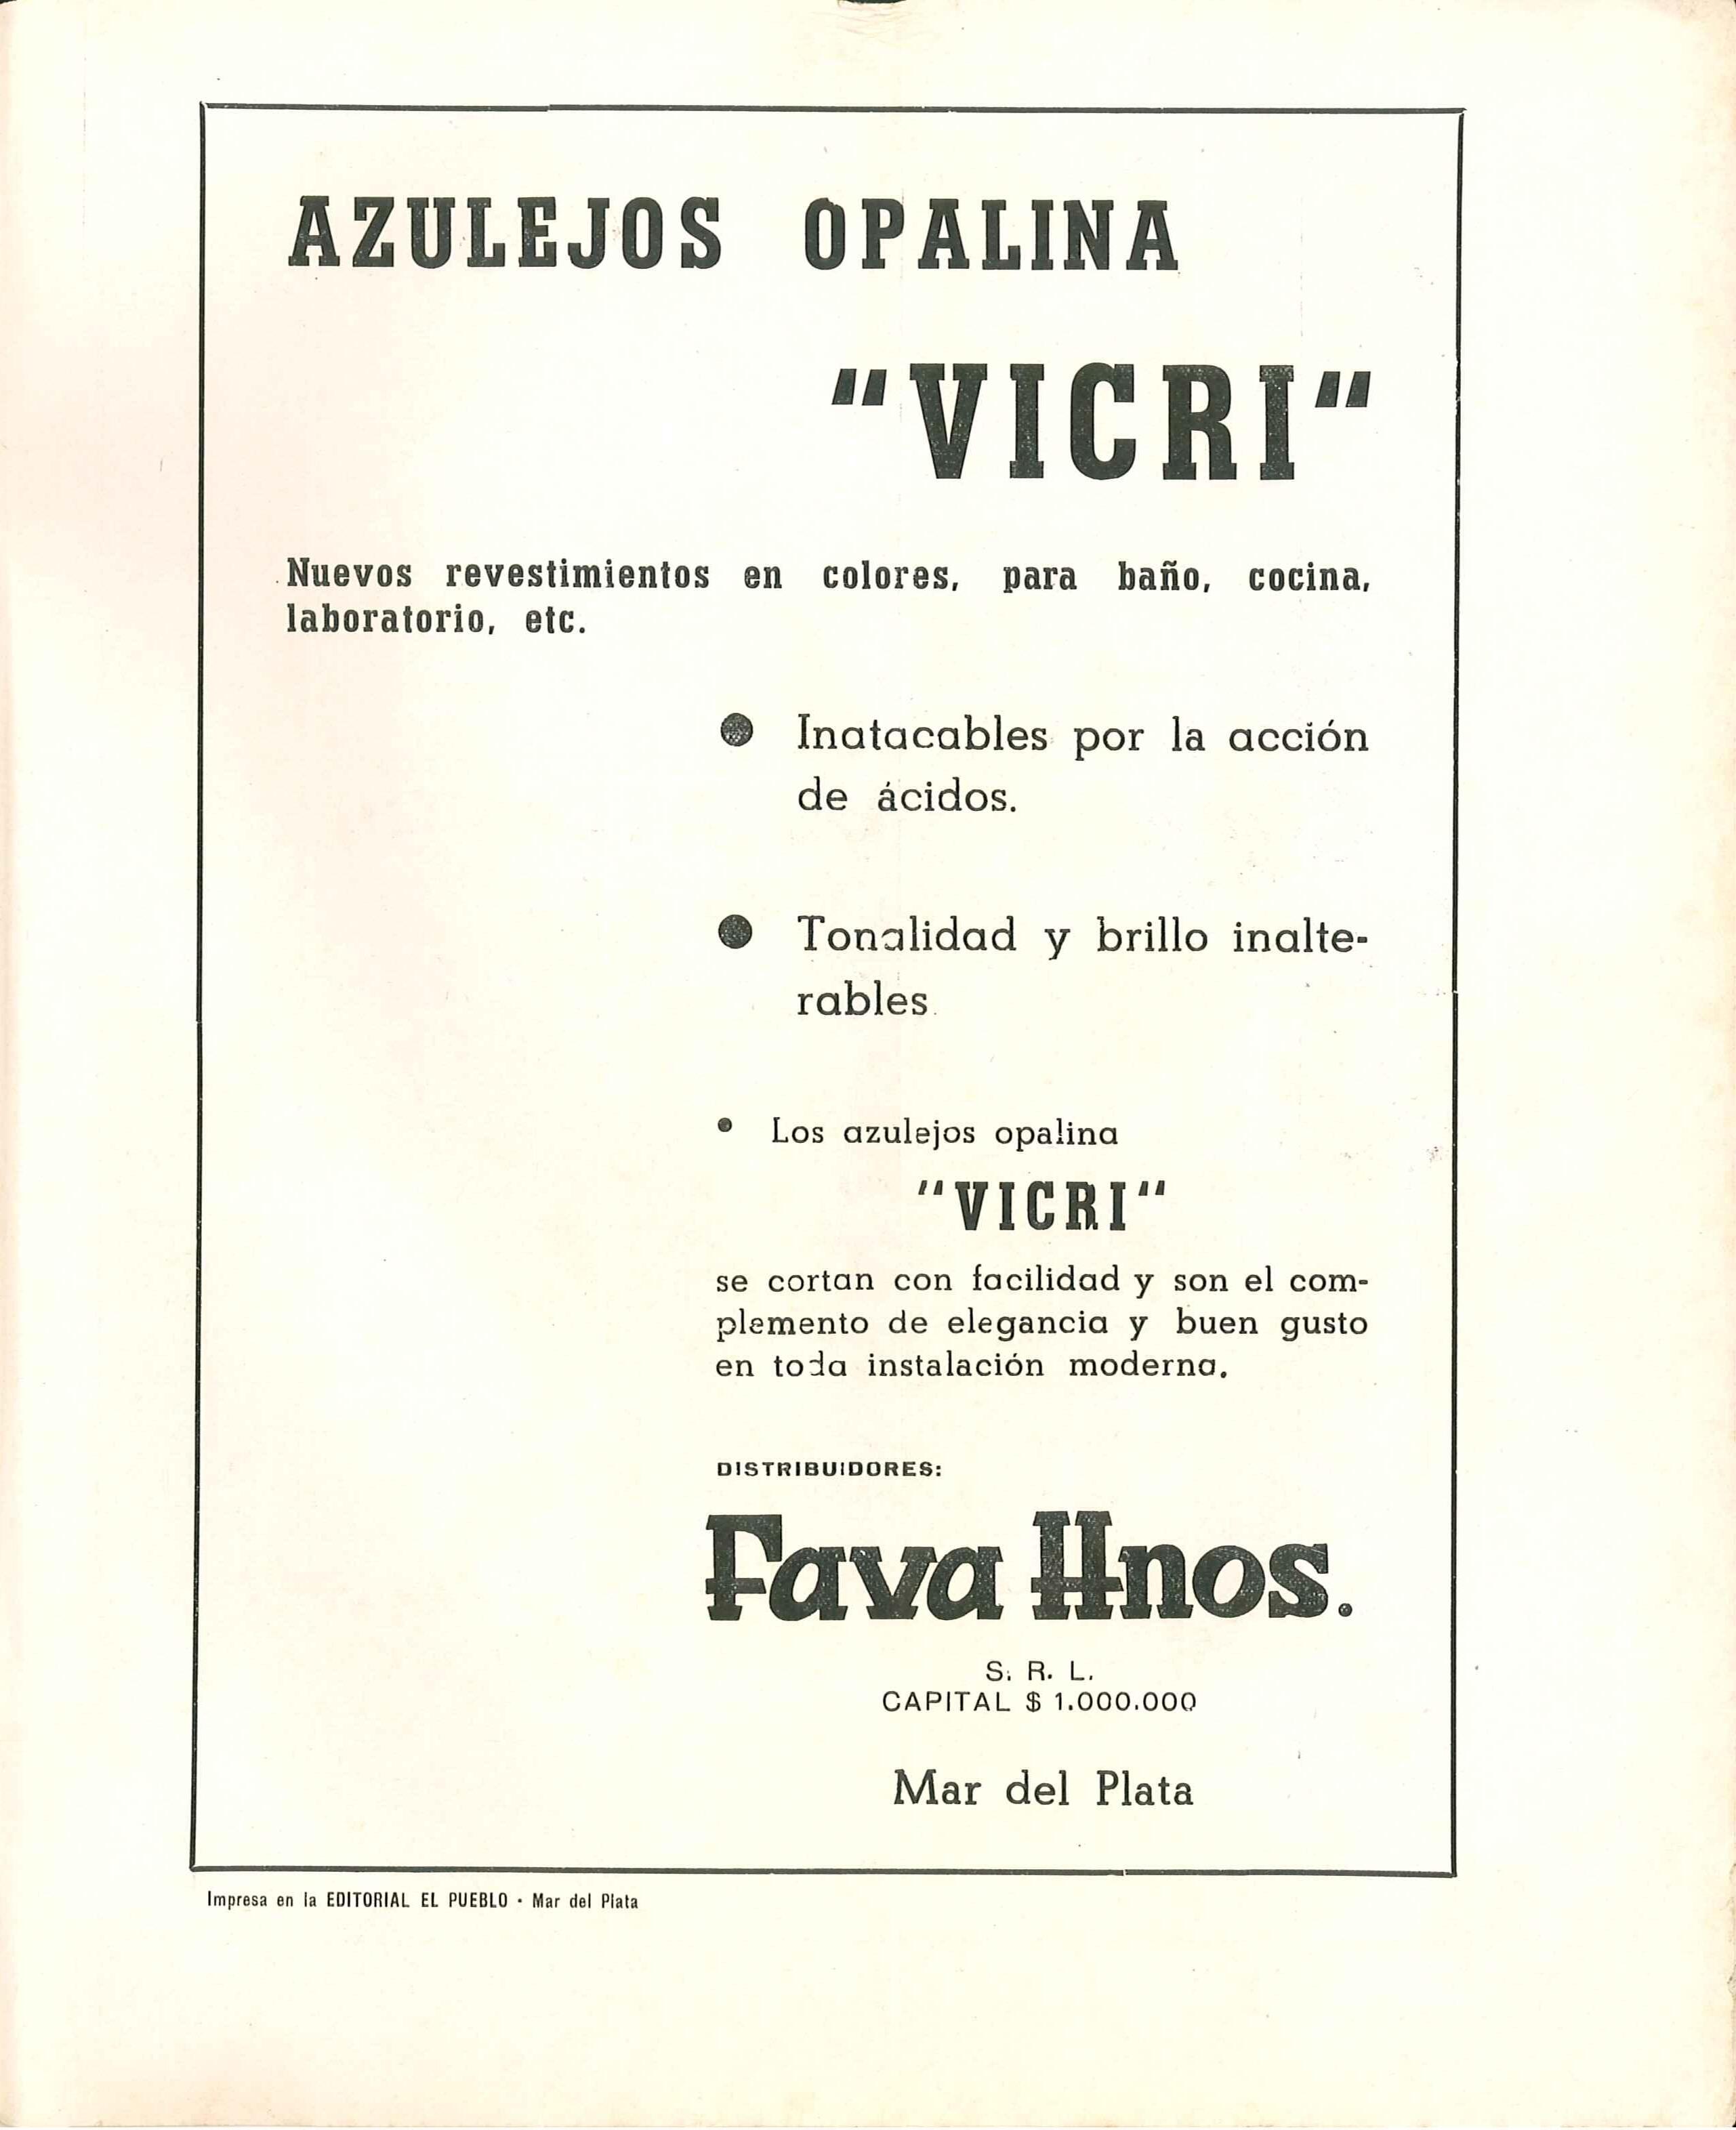 AZULEJOS OPALINA
"VICRI"
Nuevos revestimientos en colores, para baño, cocina,
laboratorio, etc.
● Inatacables por la acción
de ácidos.
● Tonalidad y brillo inalte-
rables.
• Los azulejos opalina
"VICRI"
se cortan con facilidad y son el com-
plemento de elegancia y buen gusto
en toda instalación moderna.
DISTRIBUIDORES:
Fava Hnos.
S. R. L.
CAPITAL $ 1.000.000
Mar del Plata
Impresa en la EDITORIAL EL PUEBLO • Mar del Plata